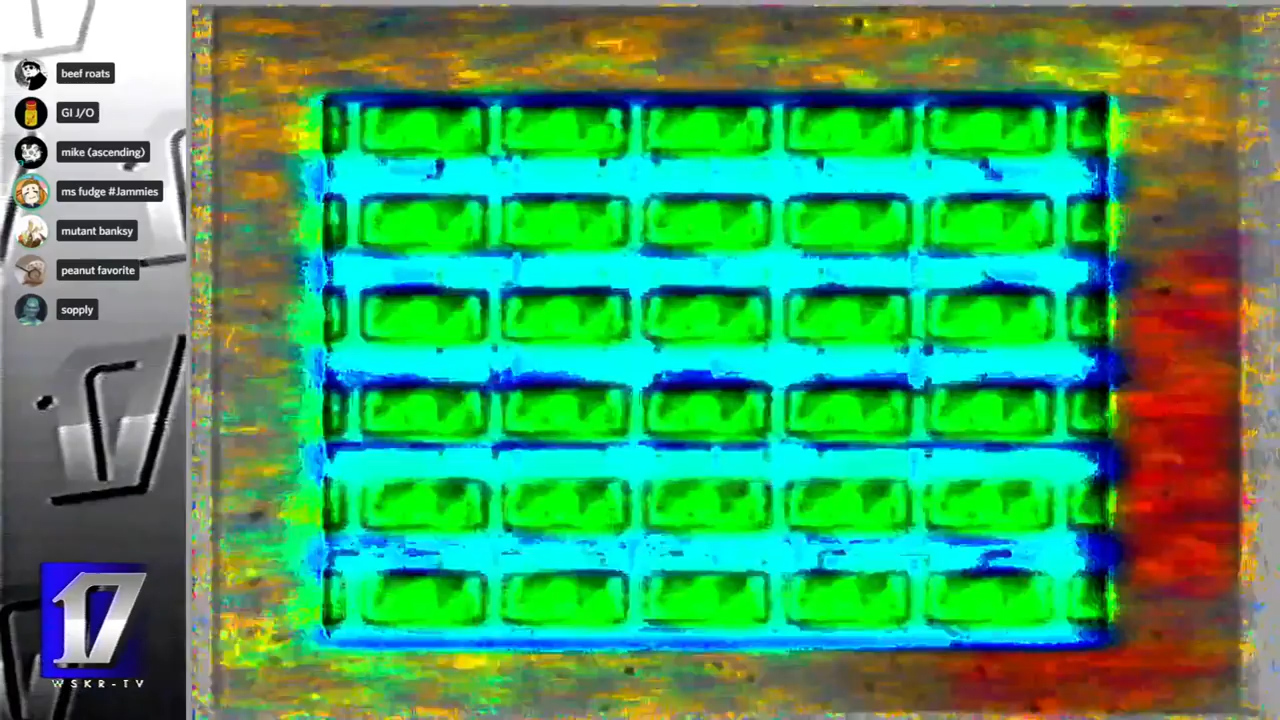 beef roats
GI J/O
mike (ascending)
ms fudge #Jammies
mutant banksy
peanut favorite
sopply
17
WSKR-TV